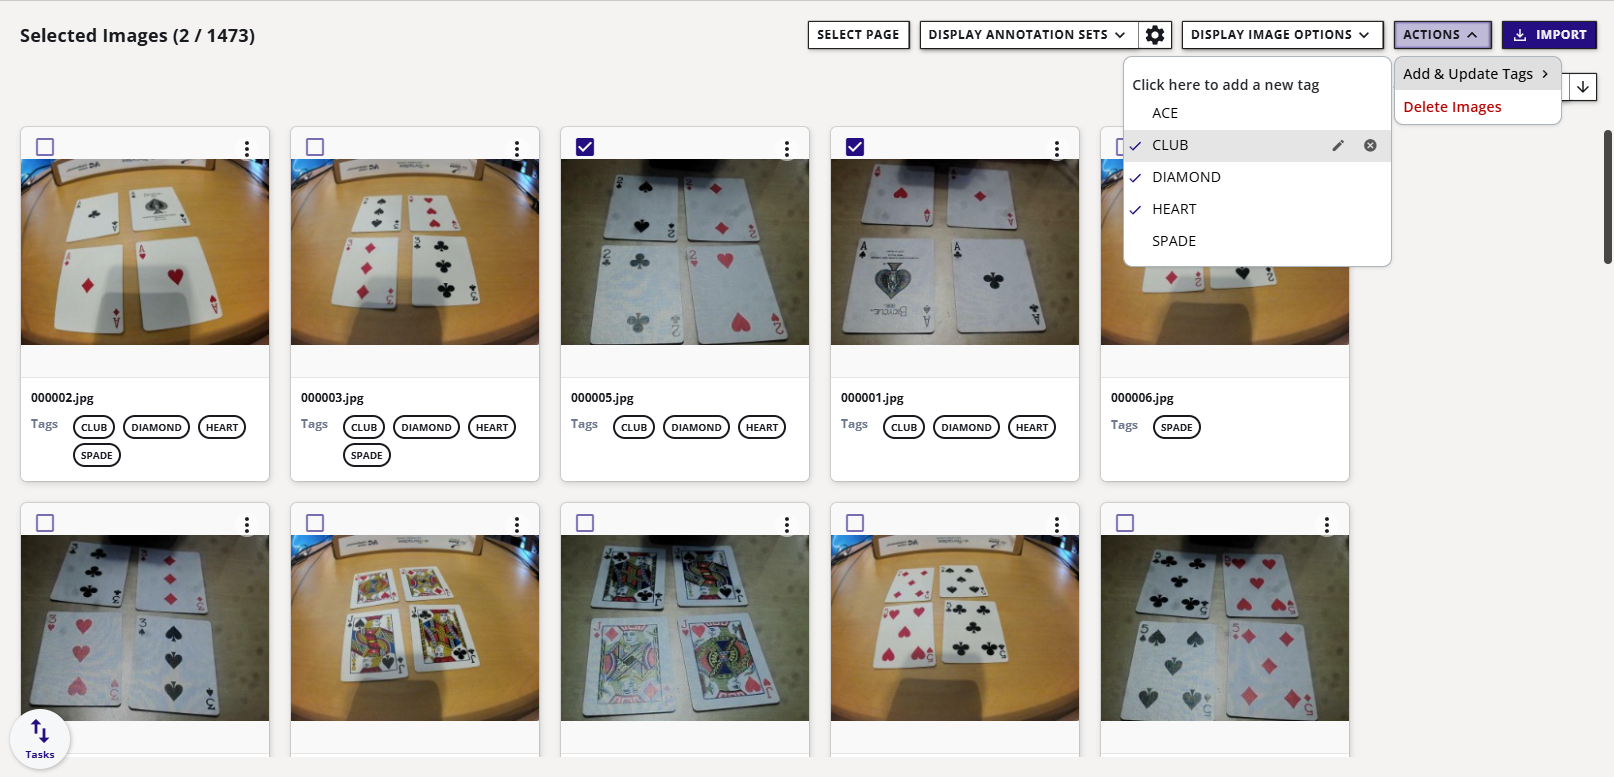 Selected Images (2 / 1473)
SELECT PAGE
DISPLAY ANNOTATION SETS
DISPLAY IMAGE OPTIONS
ACTIONS
IMPORT
Click here to add a new tag
ACE
CLUB
DIAMOND
HEART
SPADE
Add & Update Tags
Delete Images
000002.jpg
Tags CLUB DIAMOND HEART
SPADE
000003.jpg
Tags CLUB DIAMOND HEART
SPADE
000005.jpg
Tags CLUB DIAMOND HEART
000001.jpg
Tags CLUB DIAMOND HEART
000006.jpg
Tags SPADE
Tasks